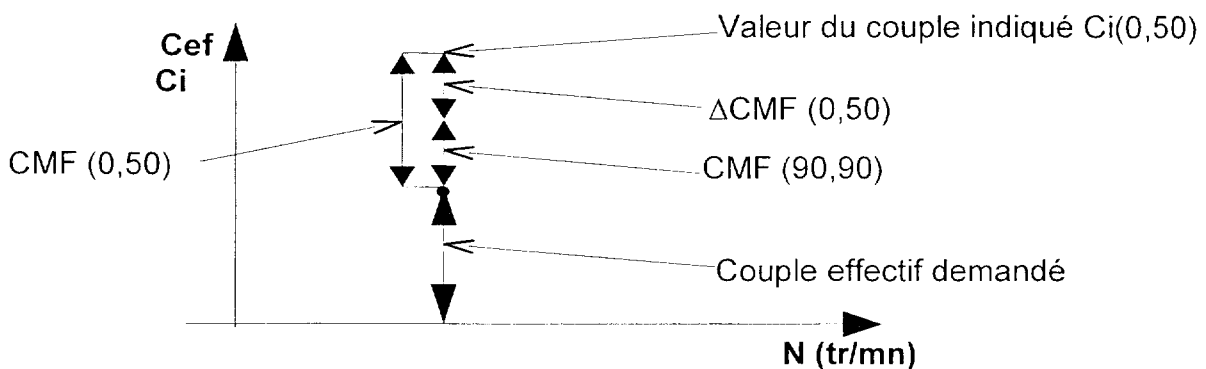 Cef
Ci
Valeur du couple indiqué Ci(0,50)
ΔCMF (0,50)
CMF (0,50)
CMF (90,90)
Couple effectif demandé
N (tr/mn)